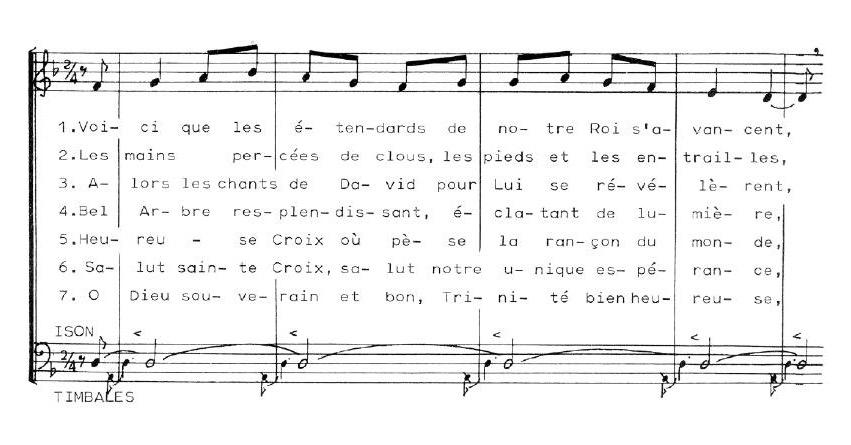 1.Voi- ci que les é- ten-dards de no- tre Roi s'a- van- cent,
2.Les mains per- cées de clous, les pieds et les en- trail- les,
3. A- lors les chants de Da- vid pour Lui se ré- vé- lè- rent,
4.Bel Ar- bre res- plen- dis- sant, é- cla- tant de lu- miè- re,
5.Heu- reu - se Croix où pè- se la ran- çon du mon- de,
6. Sa- lut sain- te Croix, sa- lut notre u- nique es- pé- ran- ce,
7. O Dieu sou- ve- rain et bon, Tri- ni- té bien heu- reu- se,
ISON
TIMBALES